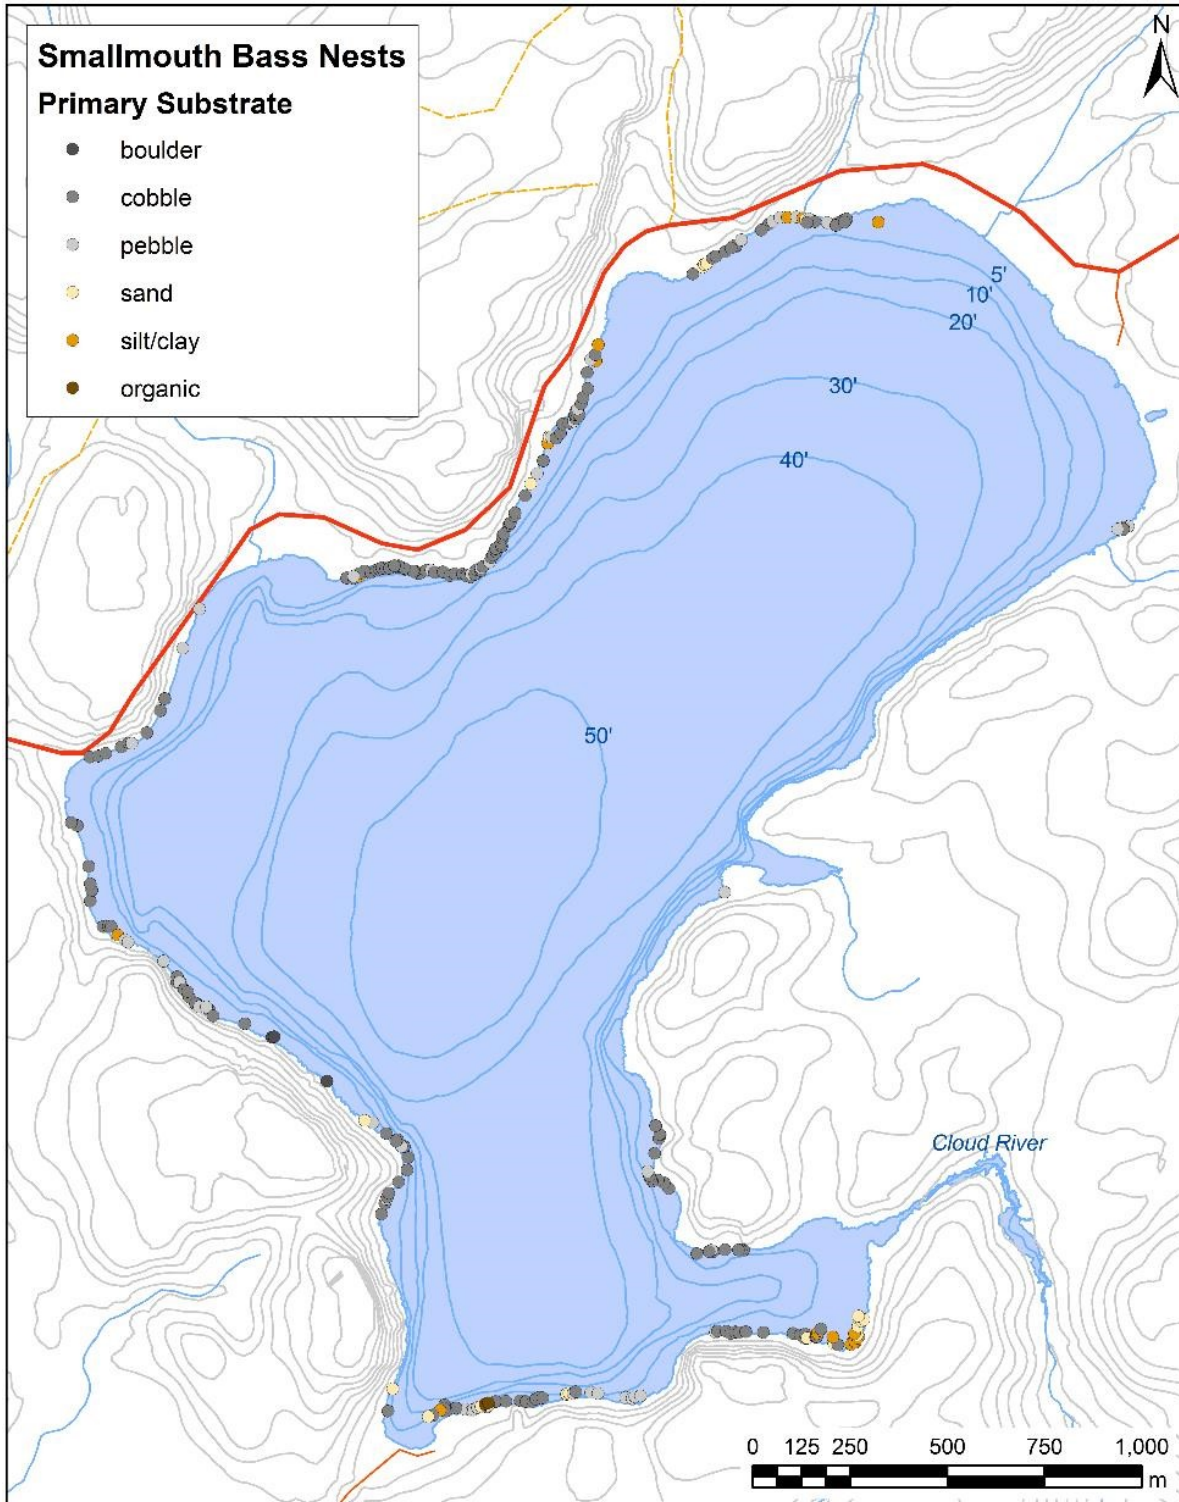 Smallmouth Bass Nests
Primary Substrate
boulder
cobble
pebble
sand
silt/clay
organic
N
5'
10'
20'
30'
40'
50'
Cloud River
0 125 250 500 750 1,000
m